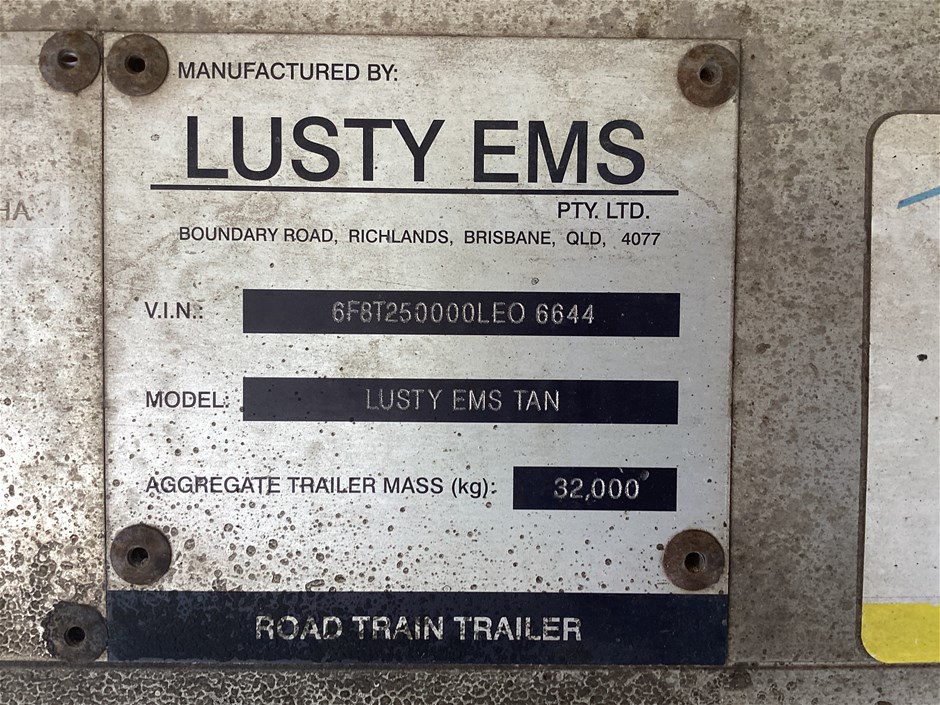 MANUFACTURED BY:
LUSTY EMS
PTY. LTD.
BOUNDARY ROAD, RICHLANDS, BRISBANE, QLD, 4077
HA
V.I.N.: 6F8T250000LEO 6644
MODEL: LUSTY EMS TAN
AGGREGATE TRAILER MASS (kg): 32,000
ROAD TRAIN TRAILER